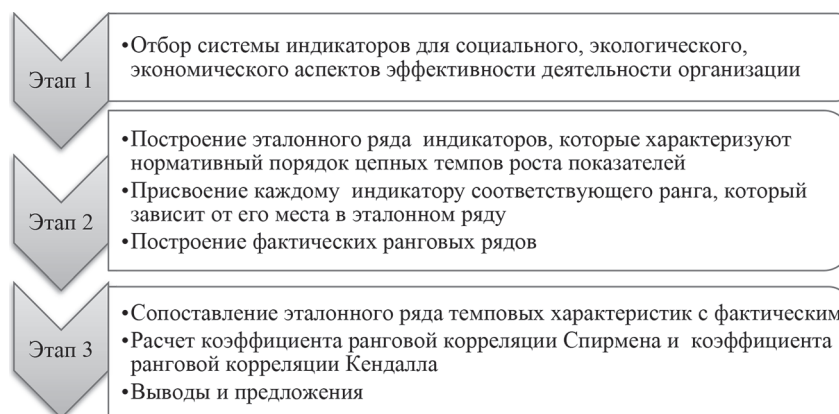 Этап 1
•Отбор системы индикаторов для социального, экологического,
экономического аспектов эффективности деятельности организации
Этап 2
•Построение эталонного ряда индикаторов, которые характеризуют
нормативный порядок цепных темпов роста показателей
•Присвоение каждому индикатору соответствующего ранга, который
зависит от его места в эталонном ряду
•Построение фактических ранговых рядов
Этап 3
•Сопоставление эталонного ряда темповых характеристик с фактическим
•Расчет коэффициента ранговой корреляции Спирмена и коэффициента
ранговой корреляции Кендалла
•Выводы и предложения